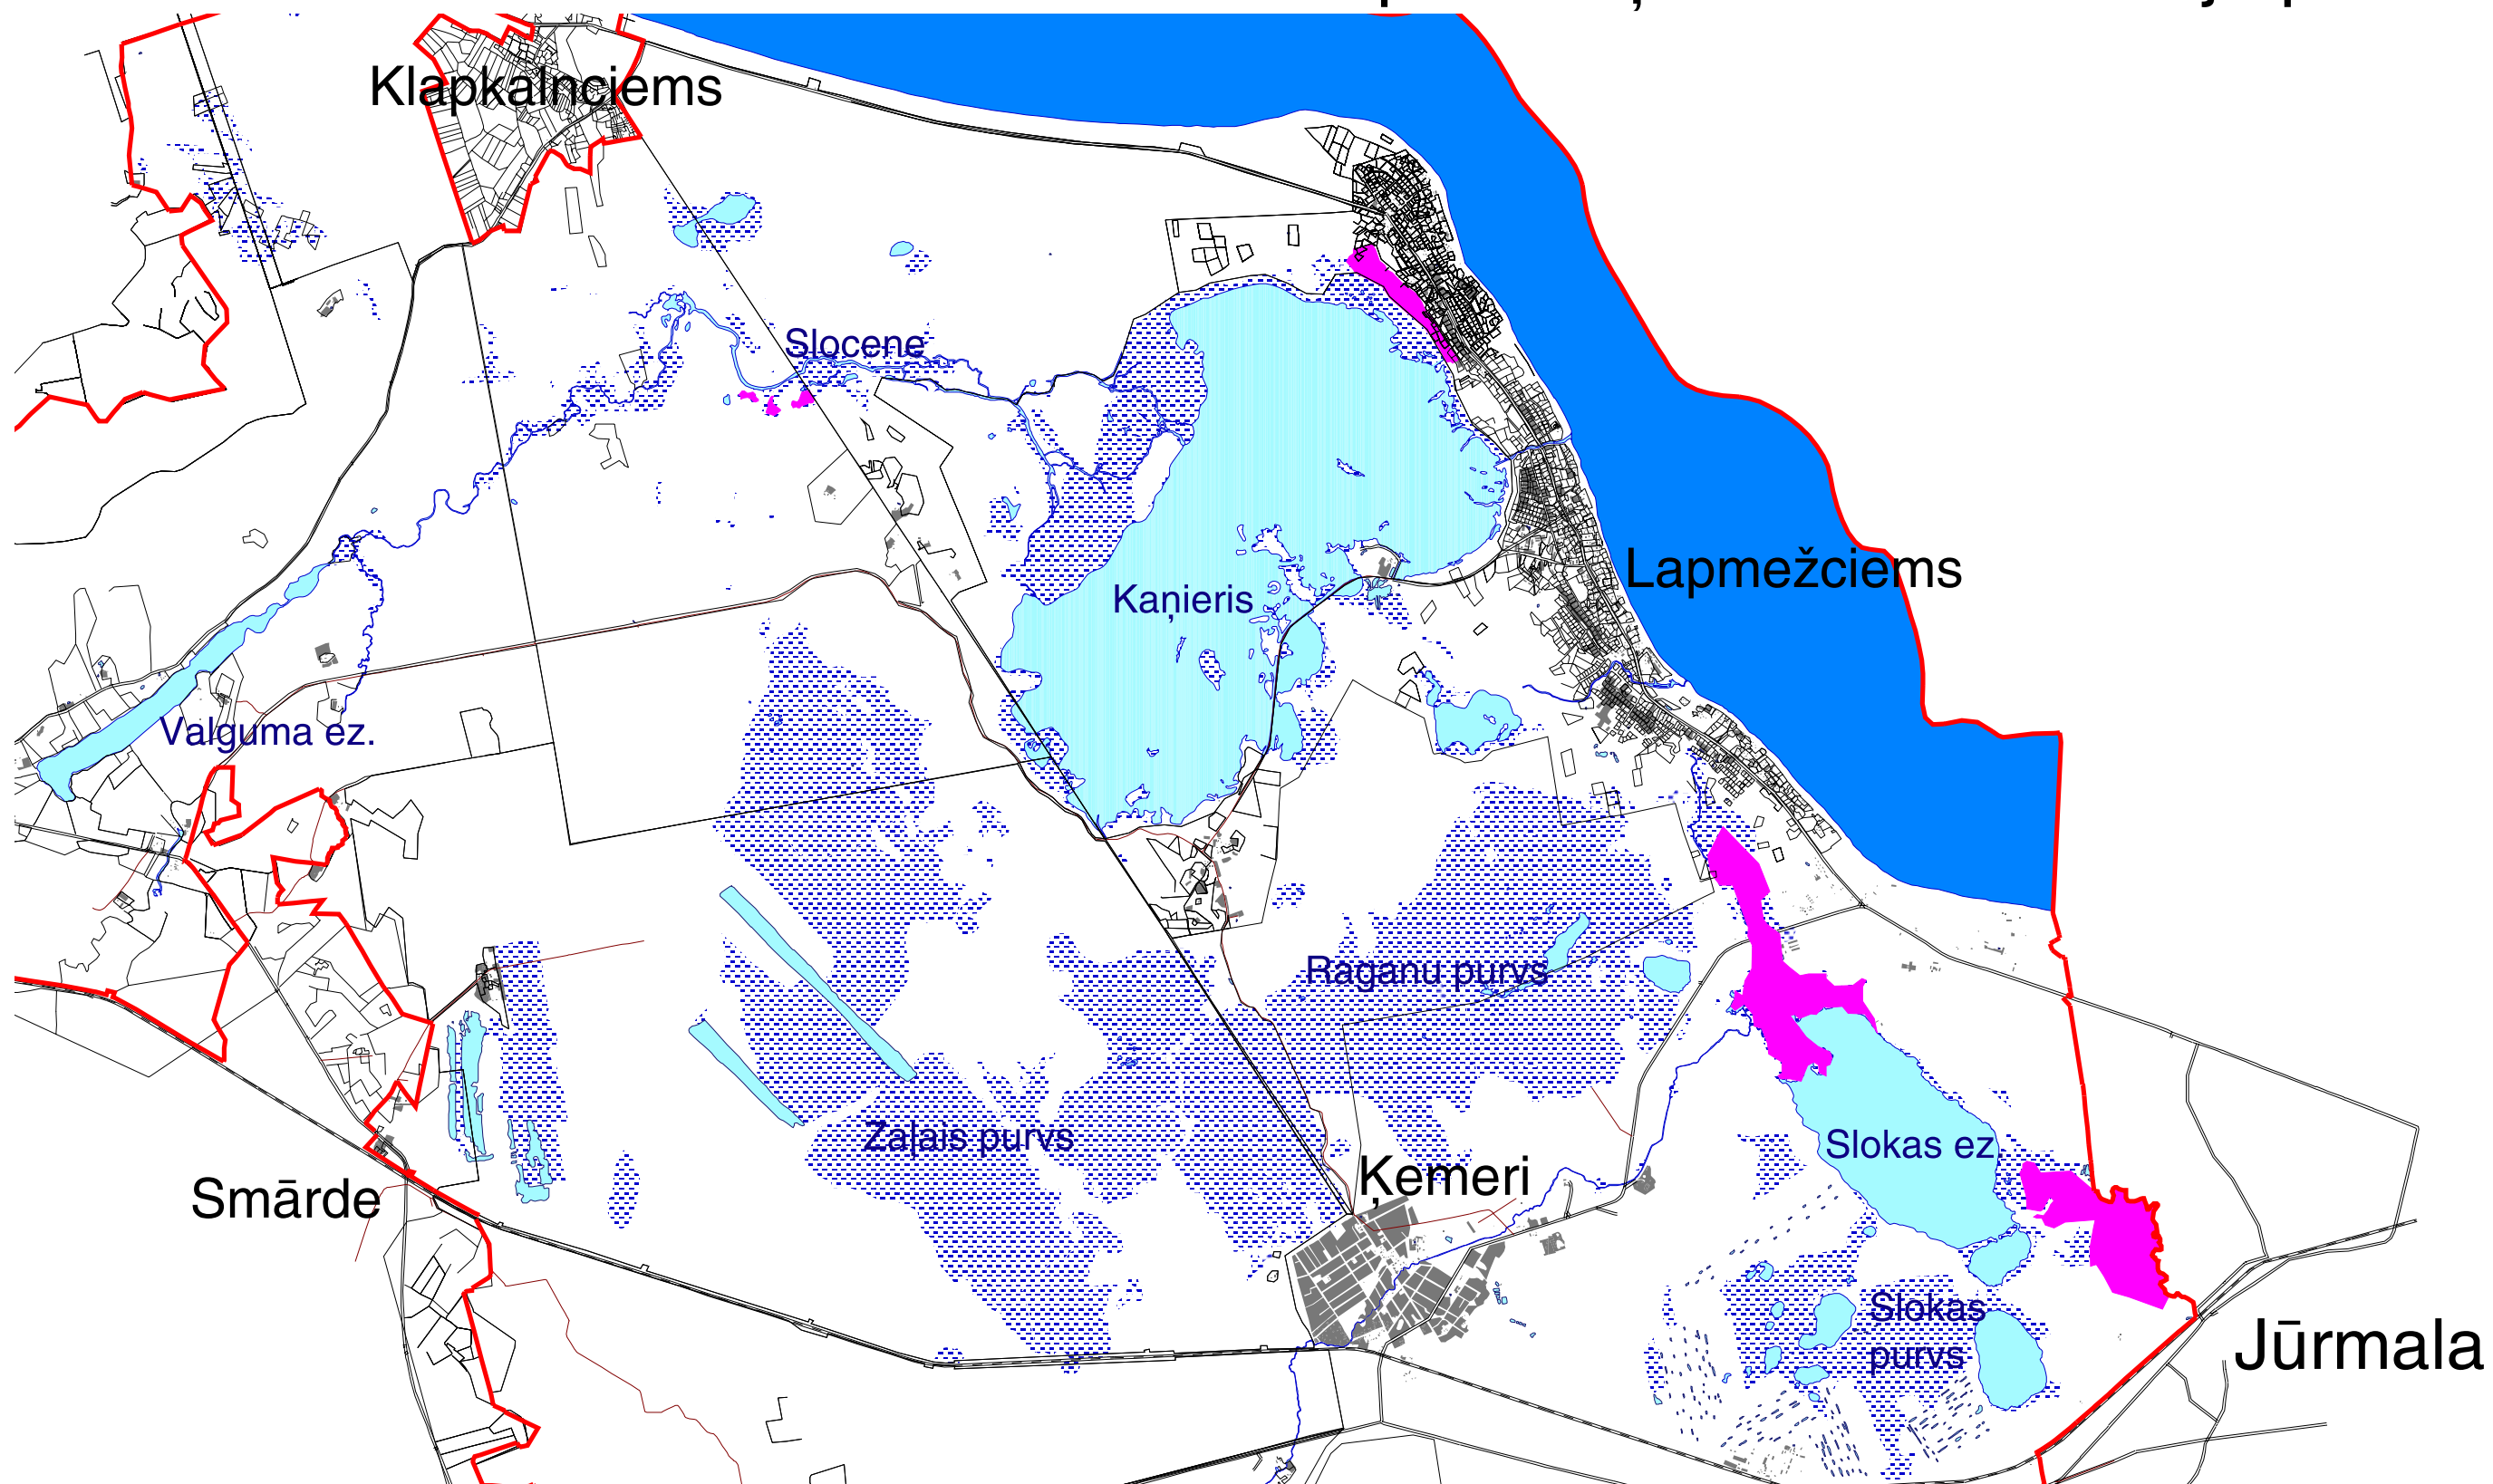 Klapkalnciems
Slocene
Lapmežciems
Kaņieris
Valguma ez.
Raganu purvs
Zaļais purvs
Slokas ez
Ķemeri
Smārde
Slokas
purvs
Jūrmala